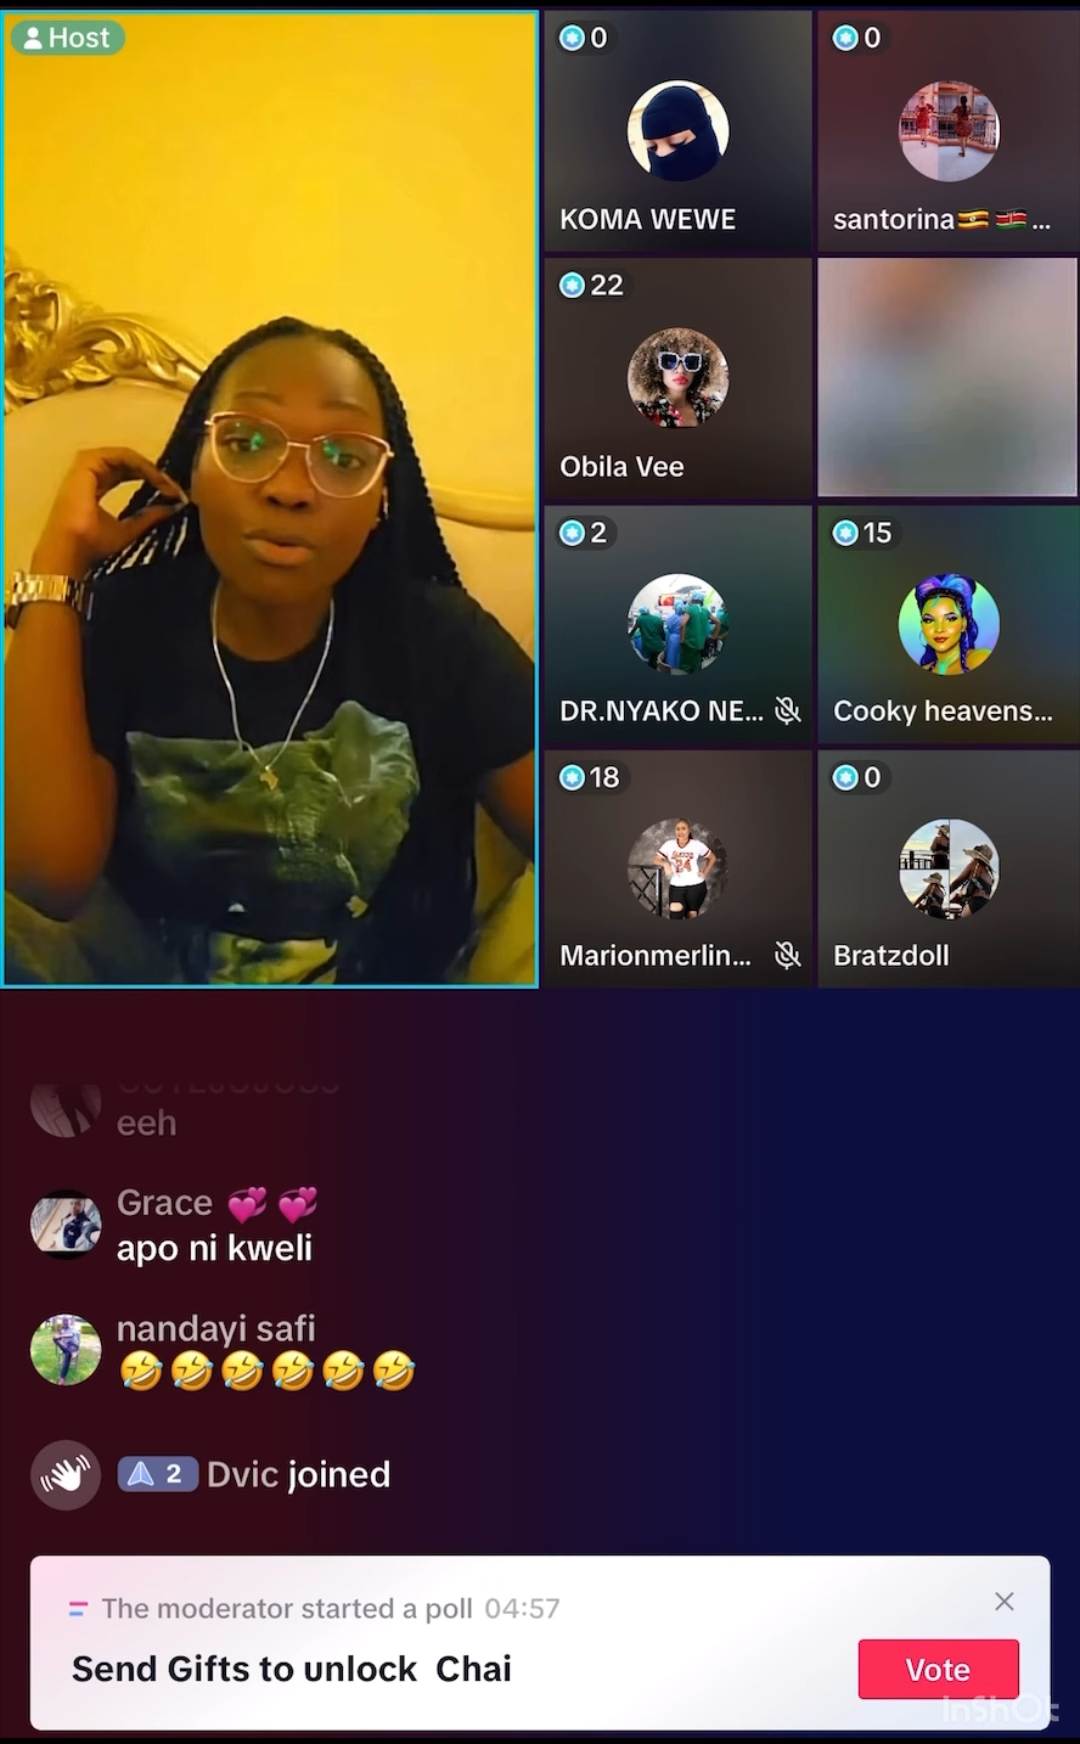 Host
0
KOMA WEWE
0
santorina🇺🇬🇰🇪...
22
Obila Vee
2
DR.NYAKO NE...
15
Cooky heavens...
18
Marionmerlin...
0
Bratzdoll
eeh
Grace 💞 💞
apo ni kweli
nandayi safi
🤣🤣🤣🤣🤣🤣
2 Dvic joined
The moderator started a poll 04:57
Send Gifts to unlock Chai
Vote
InShOt